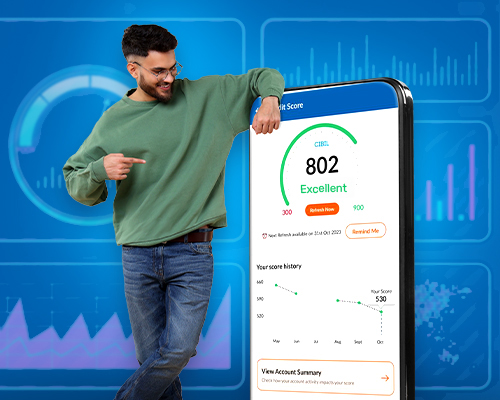 dit Score
CIBIL
802
Excellent
300
Refresh Now
900
Next Refresh available on 31st Oct 2023
Remind Me
Your score history
660
590
520
Your Score
530
May Jun Jul Aug Sept Oct
View Account Summary
Check how your account activity impacts your score